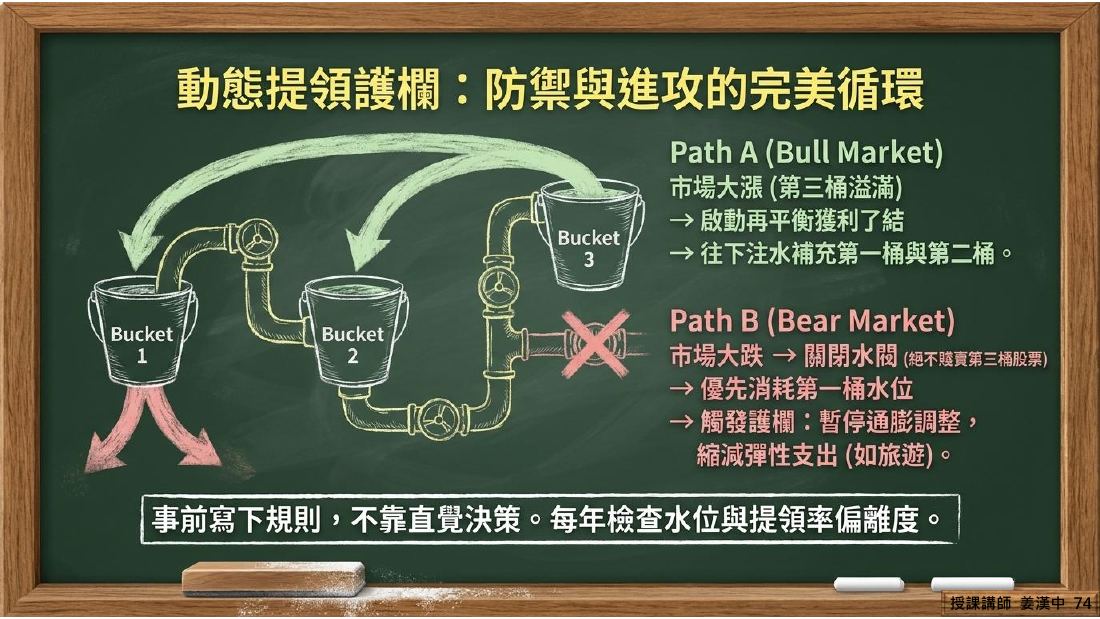 動態提領護欄：防禦與進攻的完美循環
Path A (Bull Market)
市場大漲 (第三桶溢滿)
→ 啟動再平衡獲利了結
→ 往下注水補充第一桶與第二桶。
Bucket
3
Bucket
1
Bucket
2
Path B (Bear Market)
市場大跌 → 關閉水閥 (絕不賤賣第三桶股票)
→ 優先消耗第一桶水位
→ 觸發護欄：暫停通膨調整，
縮減彈性支出 (如旅遊)。
事前寫下規則，不靠直覺決策。每年檢查水位與提領率偏離度。
授課講師 姜漢中 74